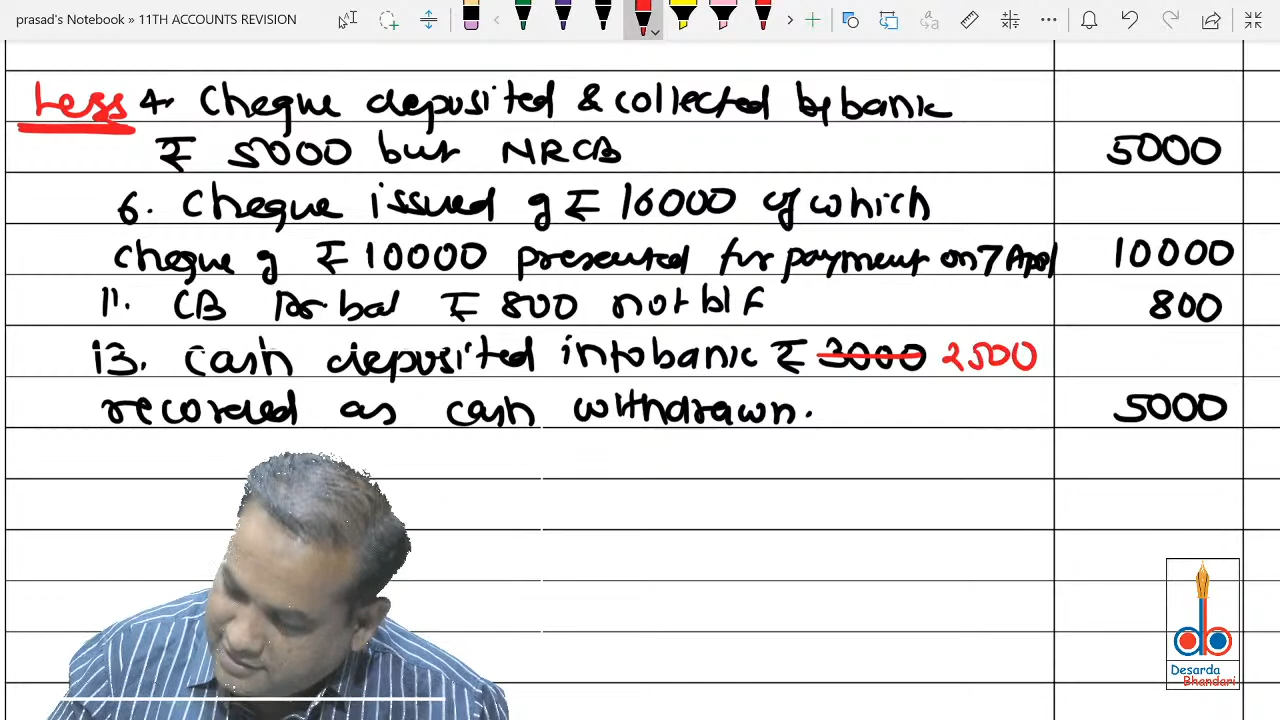 prasad's Notebook » 11TH ACCOUNTS REVISION
Less 4. Cheque deposited & collected by bank
₹ 5000 but NRCB 5000
6. Cheque issued of ₹ 16000 of which
cheque of ₹ 10000 presented for payment on 7 April 10000
11. CB Dr. bal ₹ 800 not b/F 800
13. Cash deposited into bank ₹ 3000 2500
recorded as cash withdrawn. 5000
Desarda
Bhandari